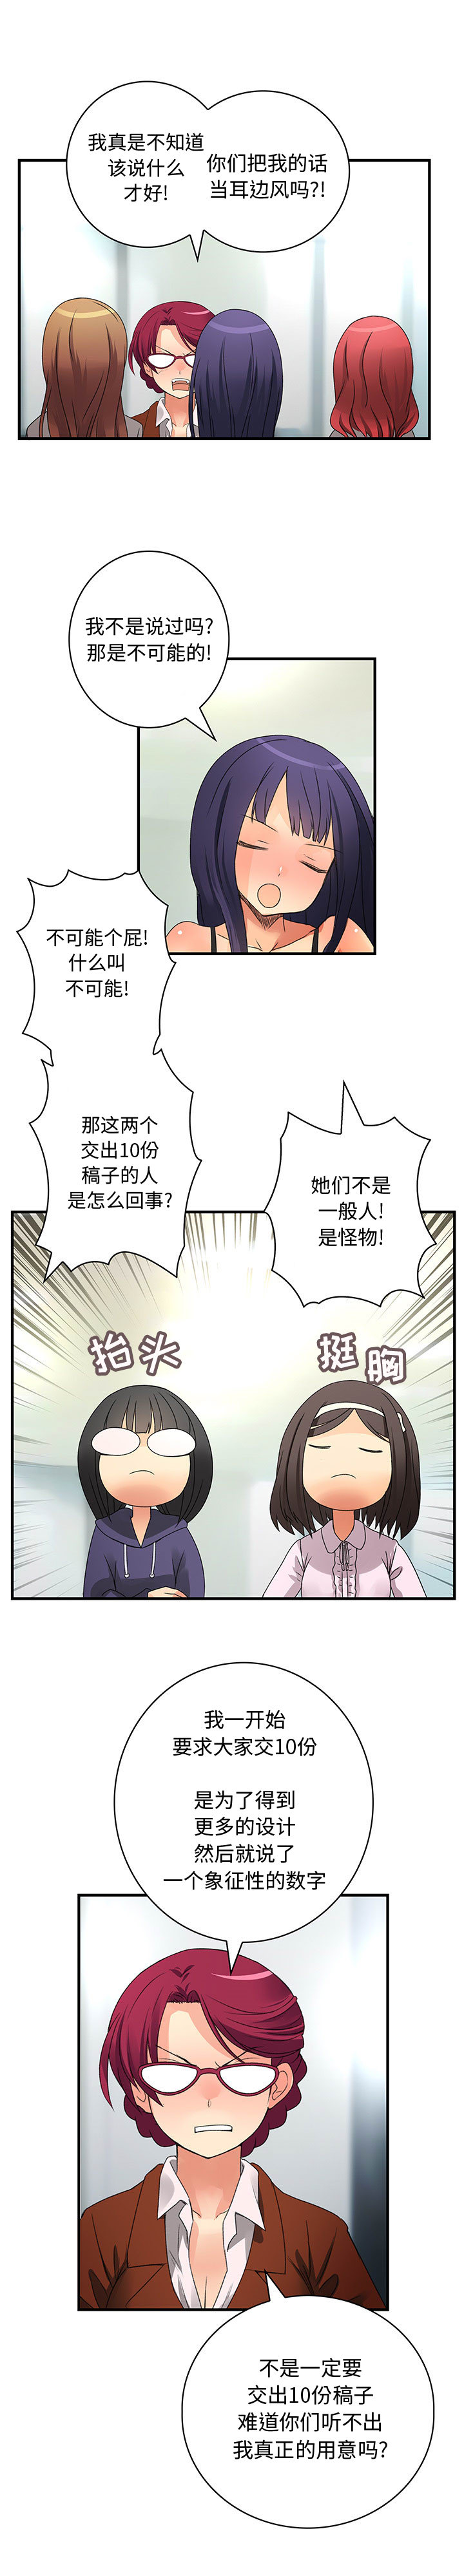 我真是不知道
该说什么
才好!
你们把我的话
当耳边风吗?!
我不是说过吗?
那是不可能的!
不可能个屁!
什么叫
不可能!
那这两个
交出10份
稿子的人
是怎么回事?
她们不是
一般人!
是怪物!
抬头
挺胸
我一开始
要求大家交10份
是为了得到
更多的设计
然后就说了
一个象征性的数字
不是一定要
交出10份稿子
难道你们听不出
我真正的用意吗?